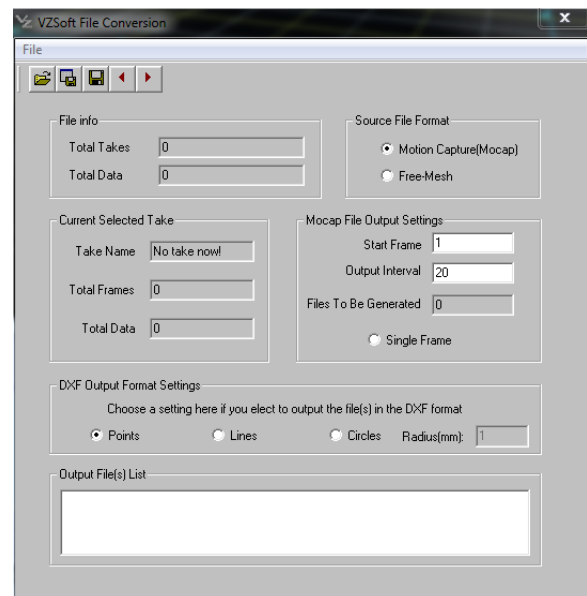 VZSoft File Conversion
x
File
File info
Total Takes 0
Total Data 0
Source File Format
Motion Capture(Mocap)
Free-Mesh
Current Selected Take
Take Name No take now!
Total Frames 0
Total Data 0
Mocap File Output Settings
Start Frame 1
Output Interval 20
Files To Be Generated 0
Single Frame
DXF Output Format Settings
Choose a setting here if you elect to output the file(s) in the DXF format
Points Lines Circles Radius(mm): 1
Output File(s) List